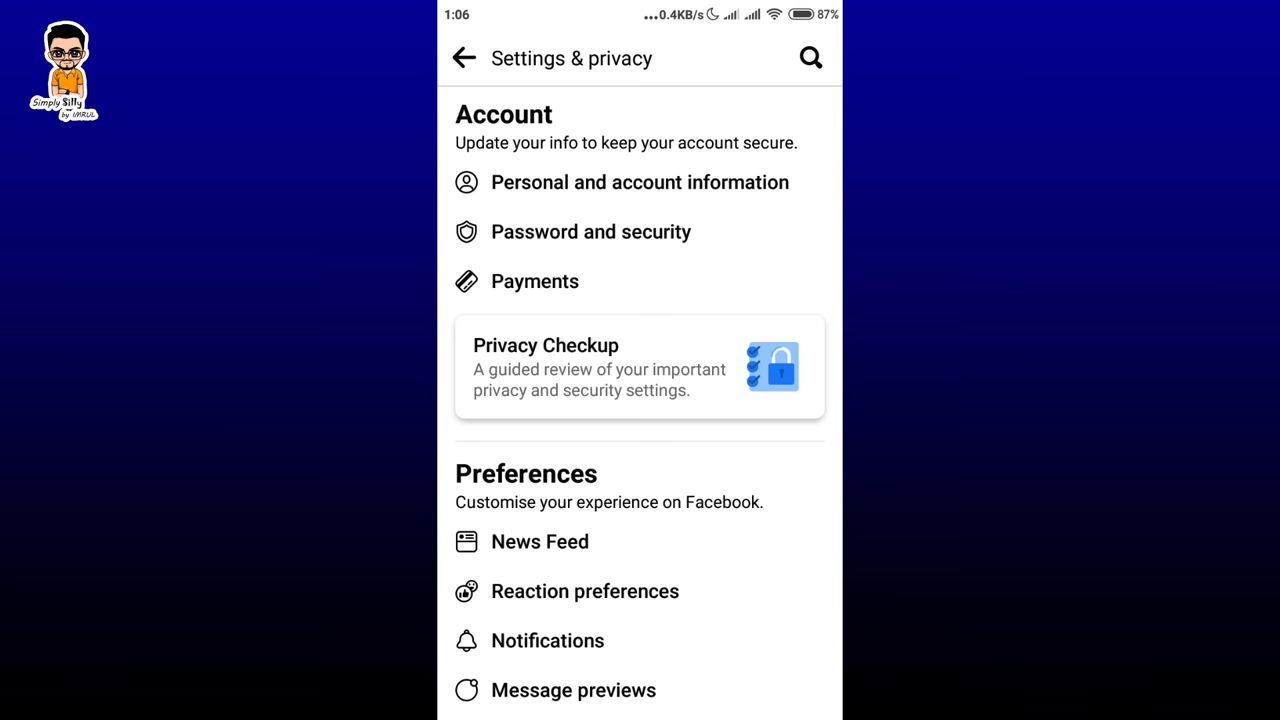 1:06
...0.4KB/s
87%
Simply Silly
by IMRUL
Settings & privacy
Account
Update your info to keep your account secure.
Personal and account information
Password and security
Payments
Privacy Checkup
A guided review of your important
privacy and security settings.
Preferences
Customise your experience on Facebook.
News Feed
Reaction preferences
Notifications
Message previews